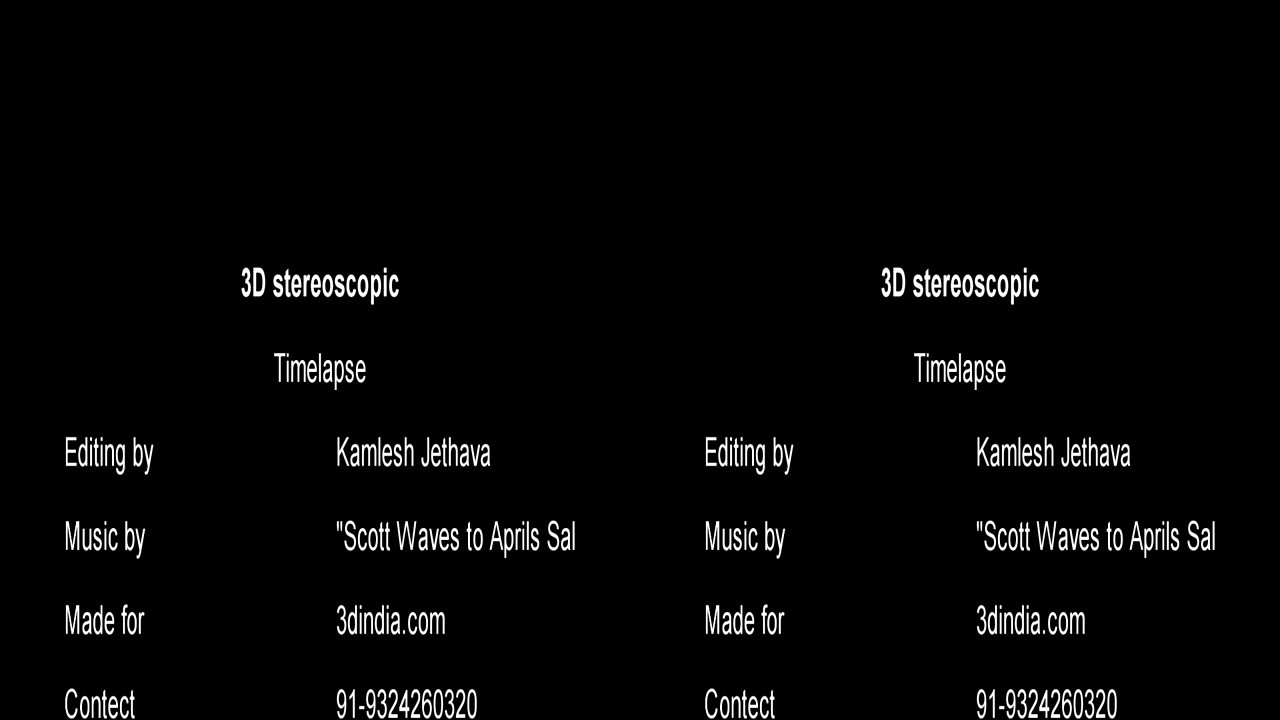 3D stereoscopic 3D stereoscopic
Timelapse Timelapse
Editing by Kamlesh Jethava Editing by Kamlesh Jethava
Music by "Scott Waves to Aprils Sal Music by "Scott Waves to Aprils Sal
Made for 3dindia.com Made for 3dindia.com
Contect 91-9324260320 Contect 91-9324260320